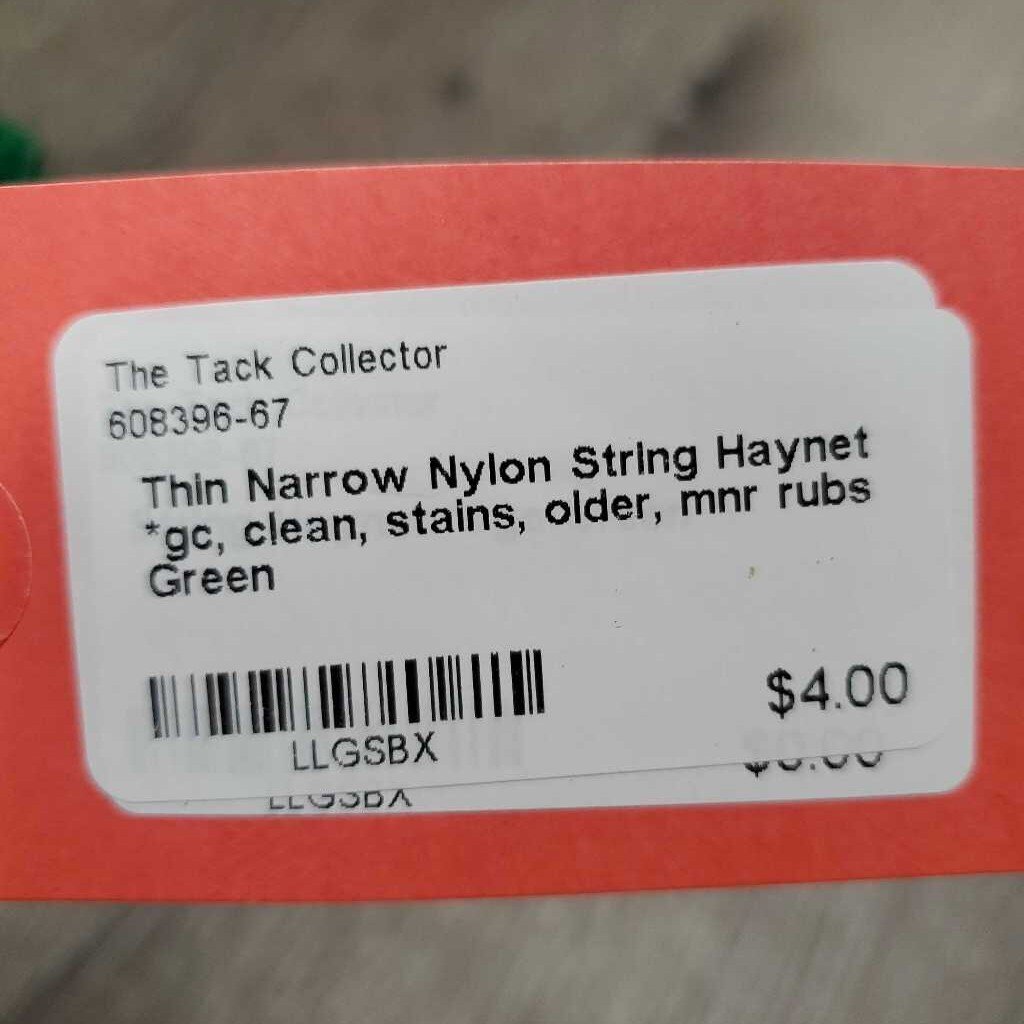 The Tack Collector
608396-67
Thin Narrow Nylon String Haynet
*gc, clean, stains, older, mnr rubs
Green
$4.00
LLGSBX
LLGSBX